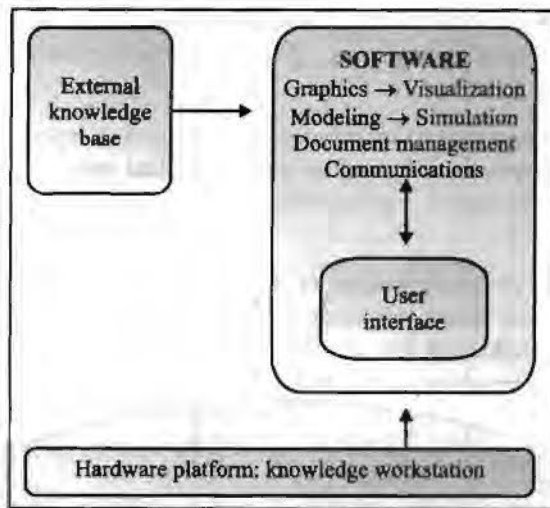 External
knowledge
base
SOFTWARE
Graphics → Visualization
Modeling → Simulation
Document management
Communications
User
interface
Hardware platform: knowledge workstation